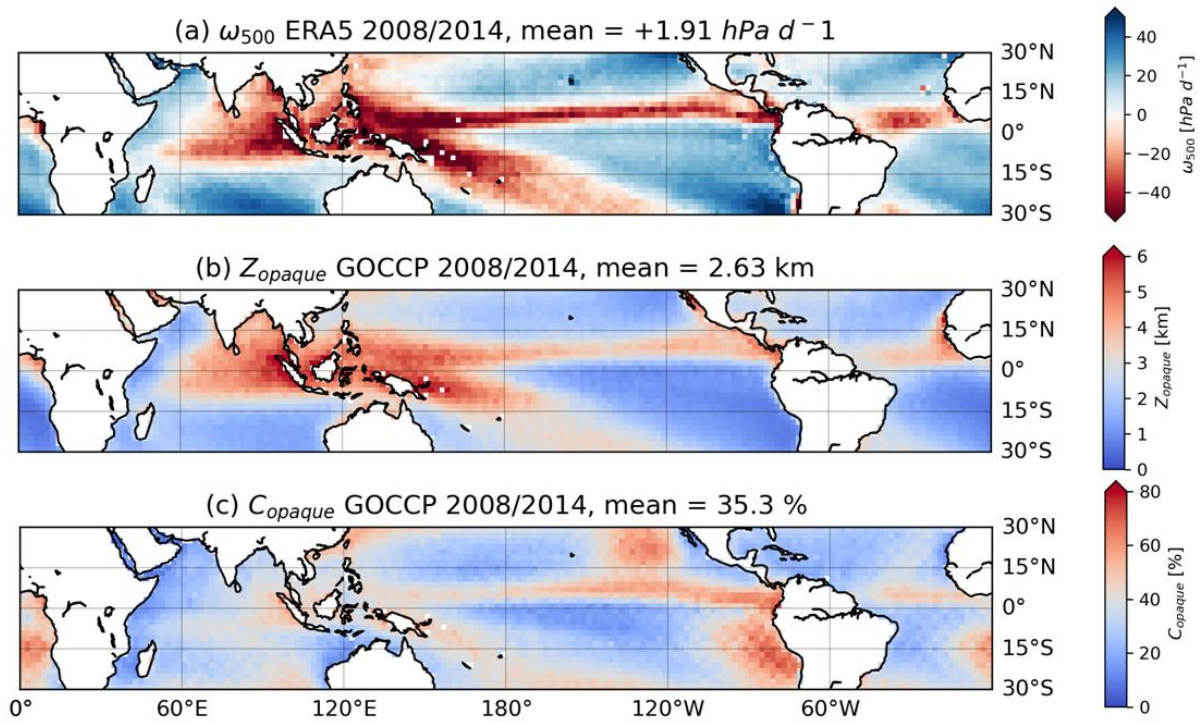 (a) ω500 ERA5 2008/2014, mean = +1.91 hPa d − 1
30°N
15°N
0°
15°S
30°S
40
20
0
−20
−40
ω500 [hPa d−1]
(b) Zopaque GOCCP 2008/2014, mean = 2.63 km
30°N
15°N
0°
15°S
30°S
6
5
4
3
2
1
0
Zopaque [km]
(c) Copaque GOCCP 2008/2014, mean = 35.3 %
30°N
15°N
0°
15°S
30°S
80
60
40
20
0
Copaque [%]
0° 60°E 120°E 180° 120°W 60°W